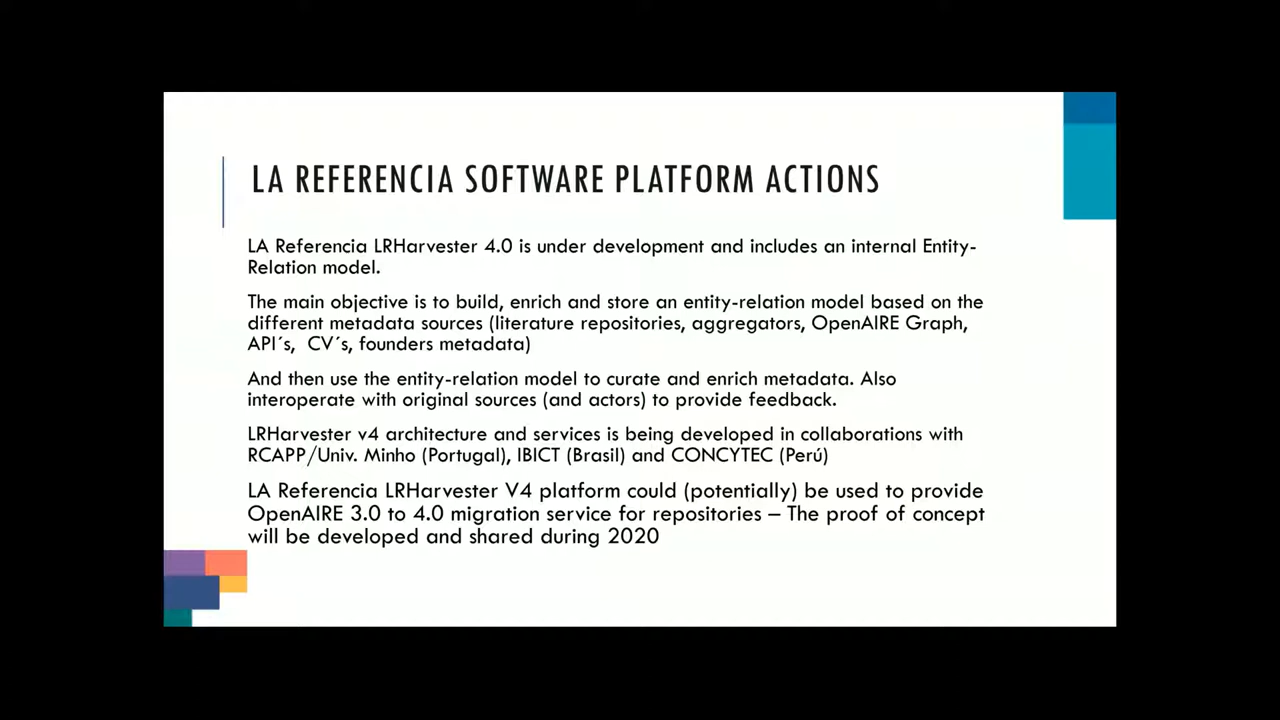 LA REFERENCIA SOFTWARE PLATFORM ACTIONS
LA Referencia LRHarvester 4.0 is under development and includes an internal Entity-
Relation model.
The main objective is to build, enrich and store an entity-relation model based on the
different metadata sources (literature repositories, aggregators, OpenAIRE Graph,
API´s,  CV´s, founders metadata)
And then use the entity-relation model to curate and enrich metadata. Also
interoperate with original sources (and actors) to provide feedback.
LRHarvester v4 architecture and services is being developed in collaborations with
RCAPP/Univ. Minho (Portugal), IBICT (Brasil) and CONCYTEC (Perú)
LA Referencia LRHarvester V4 platform could (potentially) be used to provide
OpenAIRE 3.0 to 4.0 migration service for repositories – The proof of concept
will be developed and shared during 2020